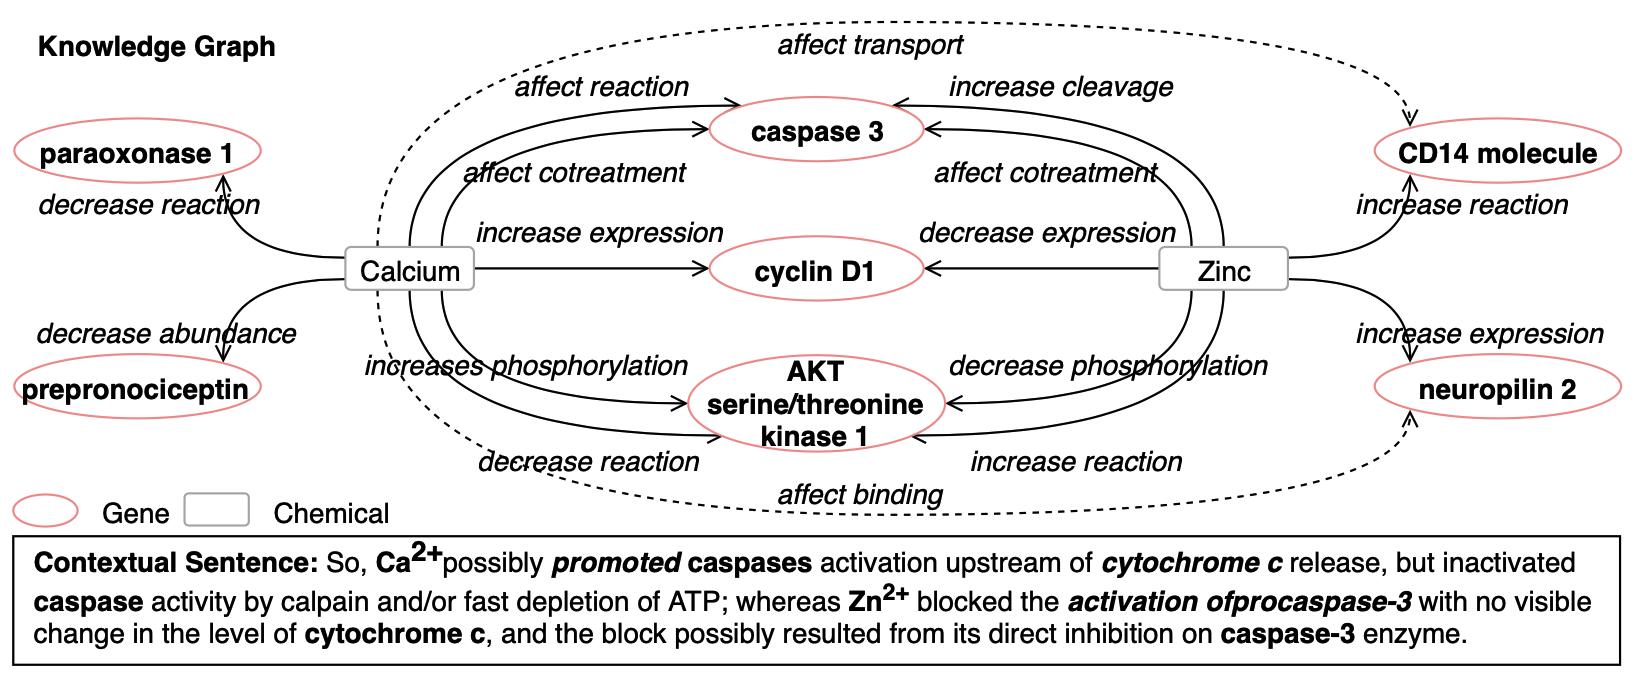 Knowledge Graph
affect transport
affect reaction
increase cleavage
caspase 3
paraoxonase 1
CD14 molecule
affect cotreatment
affect cotreatment
decrease reaction
increase reaction
increase expression
decrease expression
Calcium
cyclin D1
Zinc
decrease abundance
increase expression
increases phosphorylation
decrease phosphorylation
AKT
serine/threonine
kinase 1
prepronociceptin
neuropilin 2
decrease reaction
increase reaction
affect binding
Gene
Chemical
Contextual Sentence: So, Ca2+possibly promoted caspases activation upstream of cytochrome c release, but inactivated
caspase activity by calpain and/or fast depletion of ATP; whereas Zn2+ blocked the activation ofprocaspase-3 with no visible
change in the level of cytochrome c, and the block possibly resulted from its direct inhibition on caspase-3 enzyme.